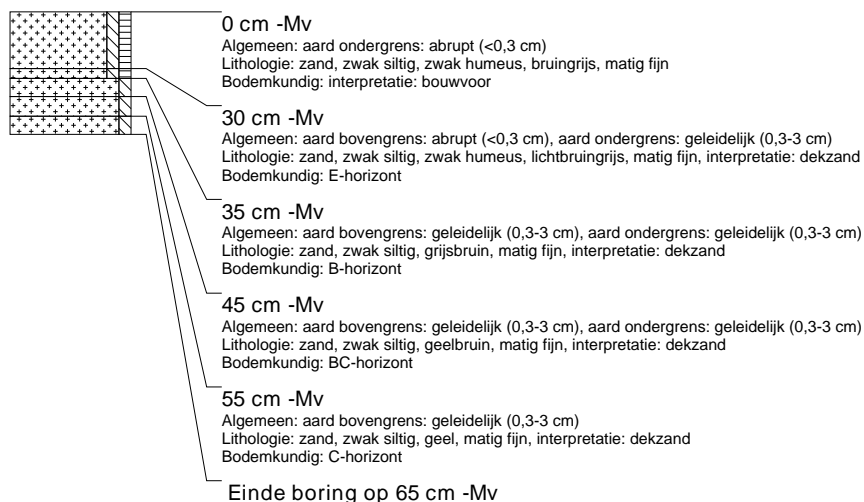 0 cm -Mv
Algemeen: aard ondergrens: abrupt (<0,3 cm)
Lithologie: zand, zwak siltig, zwak humeus, bruingrijs, matig fijn
Bodemkundig: interpretatie: bouwvoor
30 cm -Mv
Algemeen: aard bovengrens: abrupt (<0,3 cm), aard ondergrens: geleidelijk (0,3-3 cm)
Lithologie: zand, zwak siltig, zwak humeus, lichtbruingrijs, matig fijn, interpretatie: dekzand
Bodemkundig: E-horizont
35 cm -Mv
Algemeen: aard bovengrens: geleidelijk (0,3-3 cm), aard ondergrens: geleidelijk (0,3-3 cm)
Lithologie: zand, zwak siltig, grijsbruin, matig fijn, interpretatie: dekzand
Bodemkundig: B-horizont
45 cm -Mv
Algemeen: aard bovengrens: geleidelijk (0,3-3 cm), aard ondergrens: geleidelijk (0,3-3 cm)
Lithologie: zand, zwak siltig, geelbruin, matig fijn, interpretatie: dekzand
Bodemkundig: BC-horizont
55 cm -Mv
Algemeen: aard bovengrens: geleidelijk (0,3-3 cm)
Lithologie: zand, zwak siltig, geel, matig fijn, interpretatie: dekzand
Bodemkundig: C-horizont
Einde boring op 65 cm -Mv